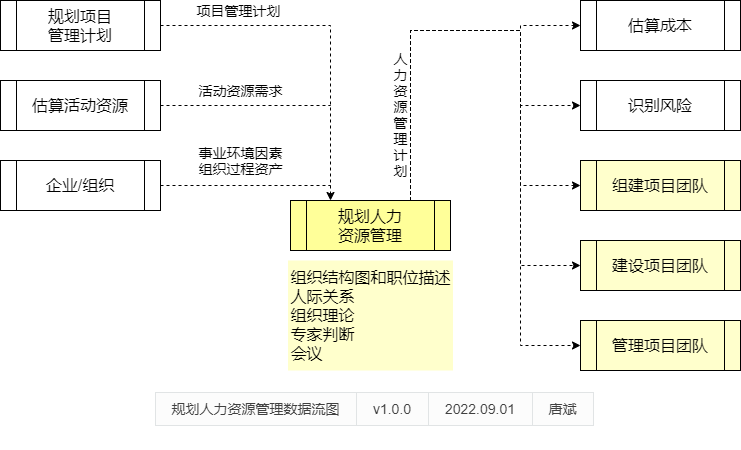 规划项目
管理计划
项目管理计划
估算活动资源
活动资源需求
企业/组织
事业环境因素
组织过程资产
规划人力
资源管理
组织结构图和职位描述
人际关系
组织理论
专家判断
会议
人力资源管理计划
估算成本
识别风险
组建项目团队
建设项目团队
管理项目团队
规划人力资源管理数据流图 v1.0.0 2022.09.01 唐斌